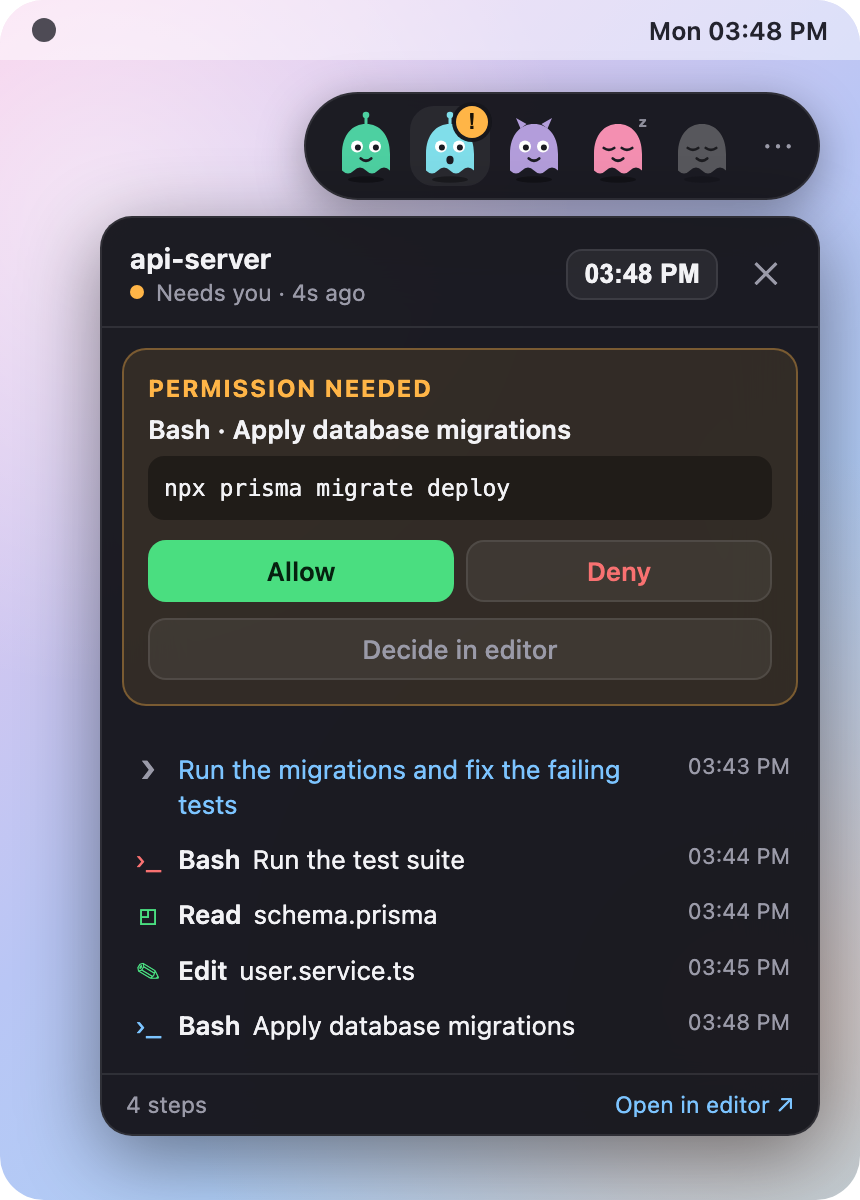 Mon 03:48 PM
!
z
...
api-server
Needs you · 4s ago
03:48 PM
PERMISSION NEEDED
Bash · Apply database migrations
npx prisma migrate deploy
Allow
Deny
Decide in editor
Run the migrations and fix the failing
tests
03:43 PM
Bash Run the test suite 03:44 PM
Read schema.prisma 03:44 PM
Edit user.service.ts 03:45 PM
Bash Apply database migrations 03:48 PM
4 steps
Open in editor ↗